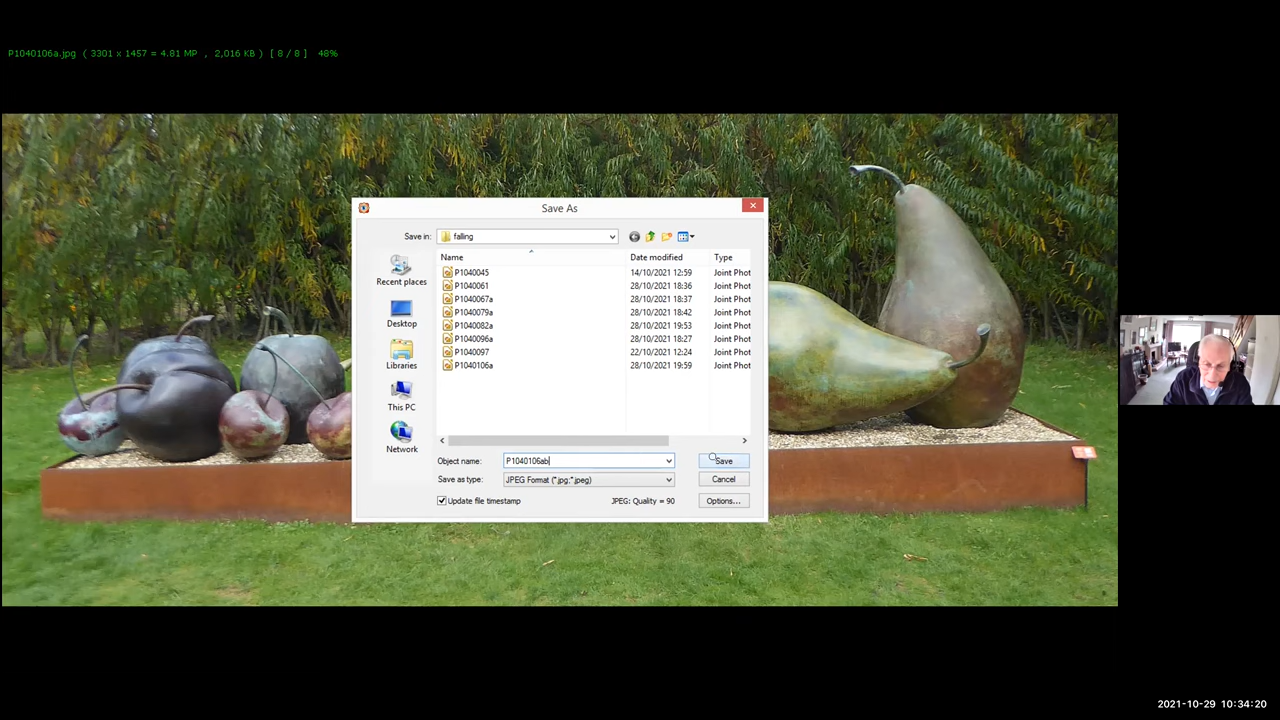 P1040106a.jpg ( 3301 x 1457 = 4.81 MP , 2,016 KB ) [ 8 / 8 ] 48%
Save As
Save in: falling
Name Date modified Type
P1040045 14/10/2021 12:59 Joint Phot
P1040061 28/10/2021 18:36 Joint Phot
P1040067a 28/10/2021 18:37 Joint Phot
P1040079a 28/10/2021 18:42 Joint Phot
P1040082a 28/10/2021 19:53 Joint Phot
P1040096a 28/10/2021 18:27 Joint Phot
P1040097 22/10/2021 12:24 Joint Phot
P1040106a 28/10/2021 19:59 Joint Phot
Recent places
Desktop
Libraries
This PC
Network
Object name: P1040106ab Save
Save as type: JPEG Format (*.jpg;*.jpeg) Cancel
Update file timestamp JPEG: Quality = 90 Options...
2021-10-29 10:34:20